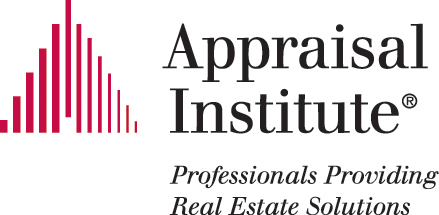 Appraisal
Institute®
Professionals Providing
Real Estate Solutions